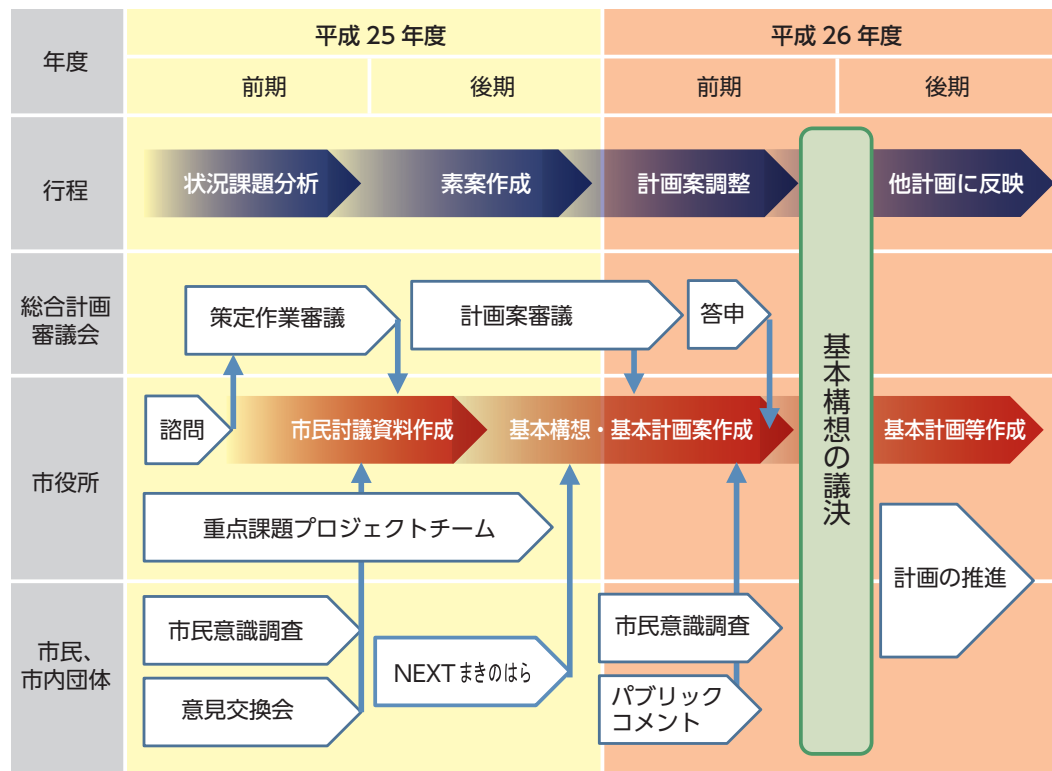 年度
平成 25 年度
平成 26 年度
前期
後期
前期
後期
行程
状況課題分析
素案作成
計画案調整
他計画に反映
総合計画
審議会
策定作業審議
計画案審議
答申
基本構想の議決
市役所
諮問
市民討議資料作成
基本構想・基本計画案作成
基本計画等作成
重点課題プロジェクトチーム
計画の推進
市民、
市内団体
市民意識調査
意見交換会
NEXT まきのはら
市民意識調査
パブリック
コメント